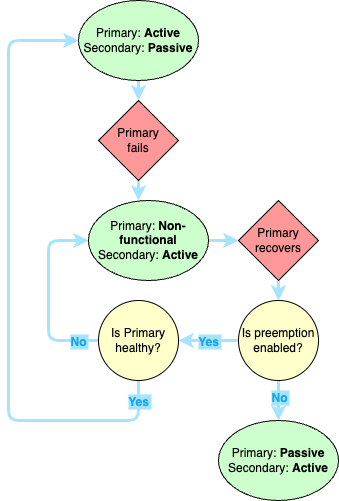 Primary: Active
Secondary: Passive
Primary
fails
Primary: Non-
functional
Secondary: Active
Primary
recovers
Is Primary
healthy?
Is preemption
enabled?
No
Yes
Yes
No
Primary: Passive
Secondary: Active